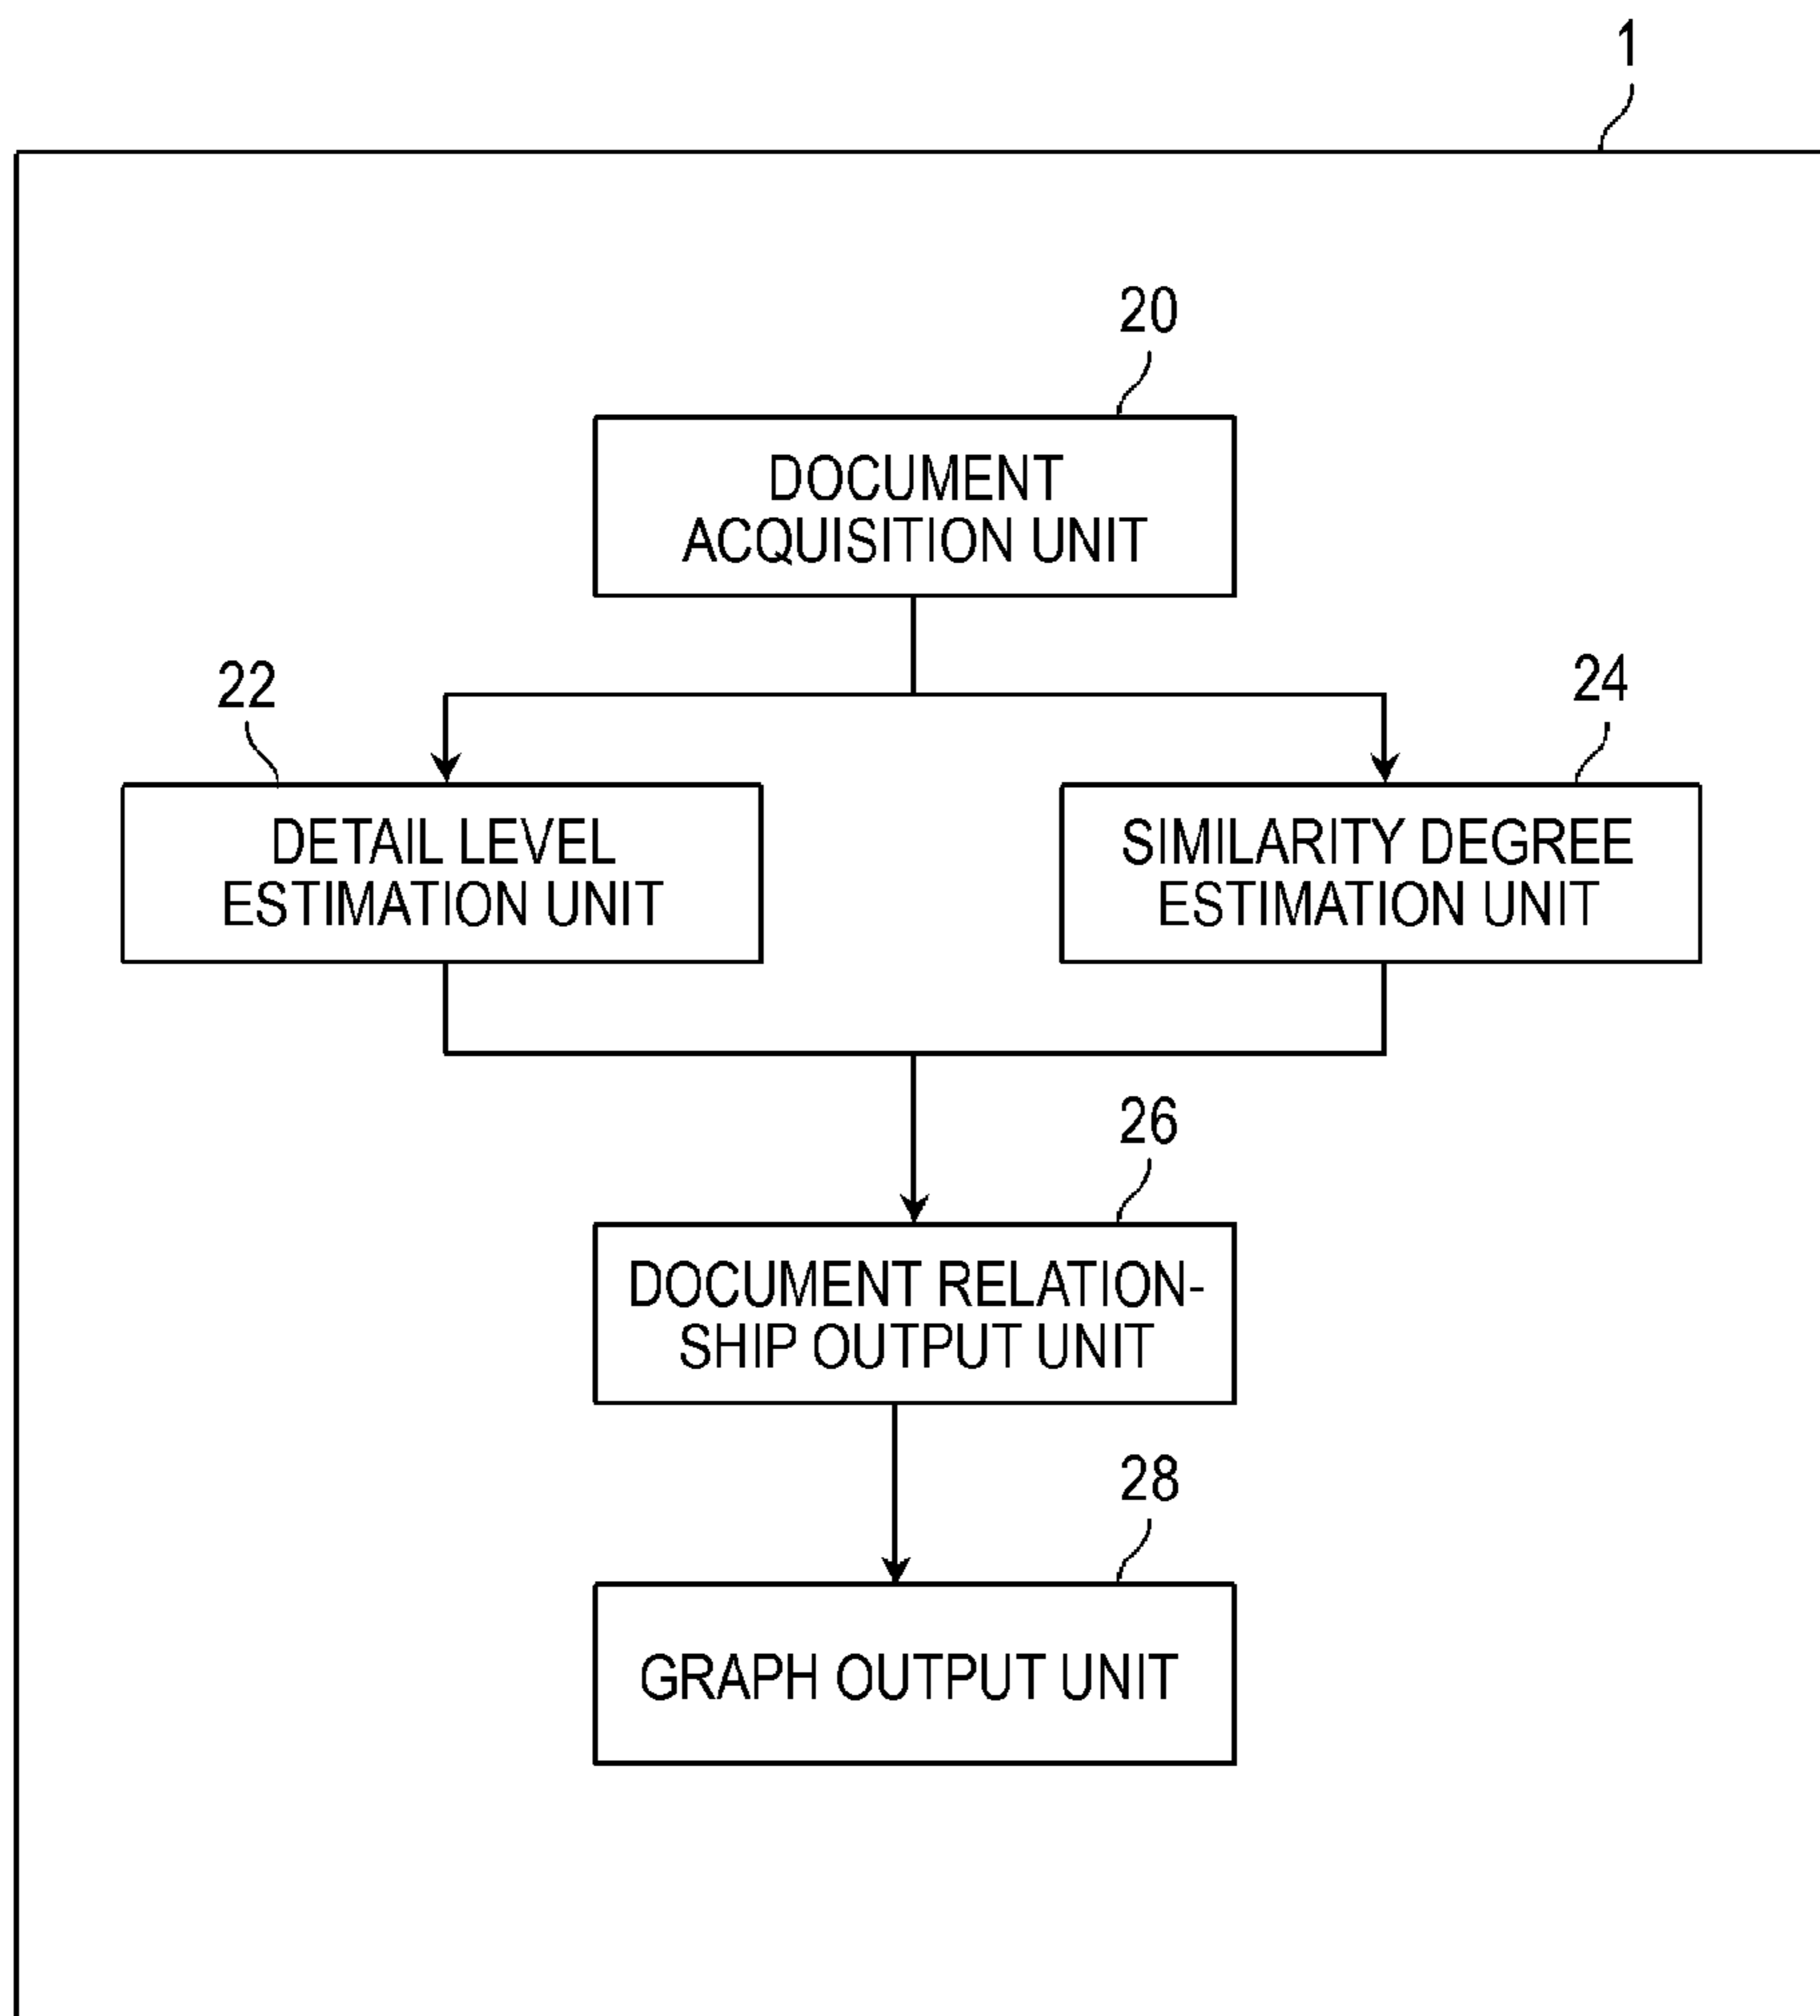 1
20
DOCUMENT
ACQUISITION UNIT
22
24
DETAIL LEVEL
ESTIMATION UNIT
SIMILARITY DEGREE
ESTIMATION UNIT
26
DOCUMENT RELATION-
SHIP OUTPUT UNIT
28
GRAPH OUTPUT UNIT